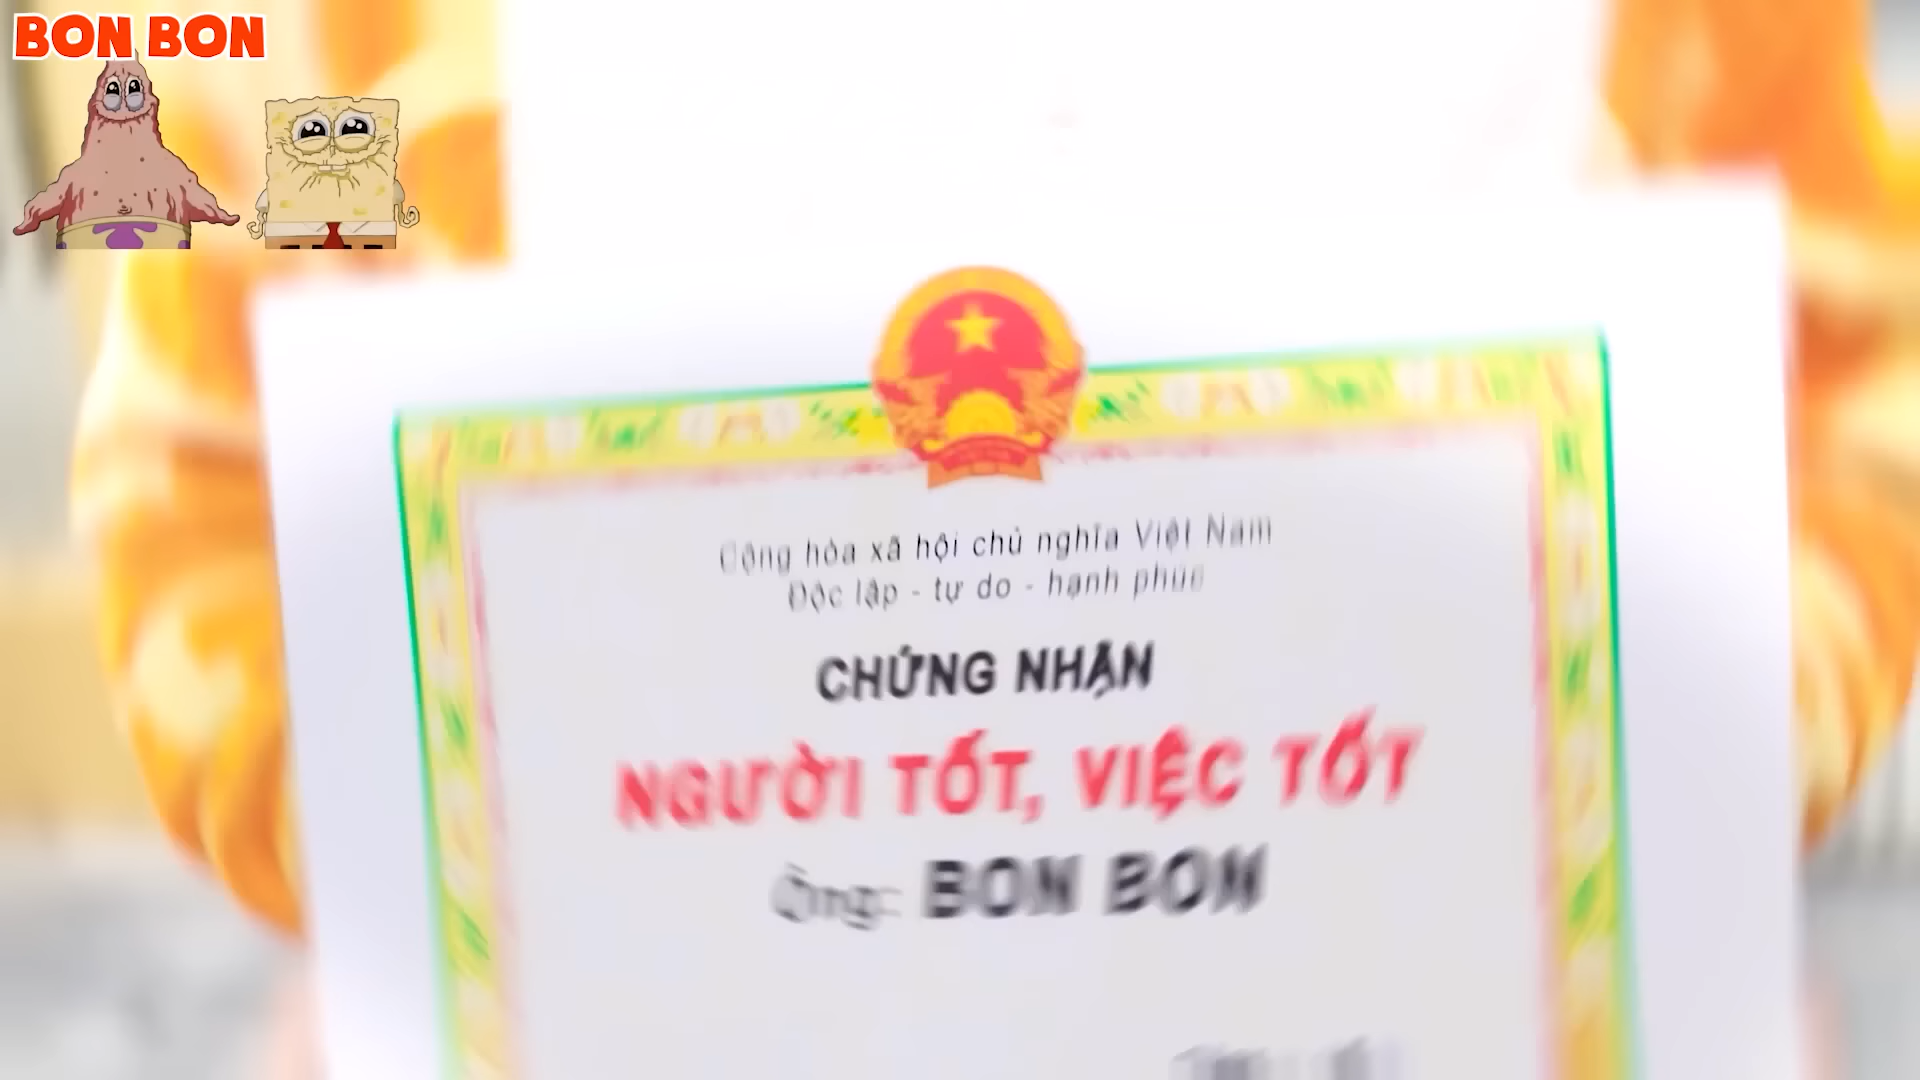 BON BON
Cộng hòa xã hội chủ nghĩa Việt Nam
Độc lập - tự do - hạnh phúc
CHỨNG NHẬN
NGƯỜI TỐT, VIỆC TỐT
Ông: BON BON